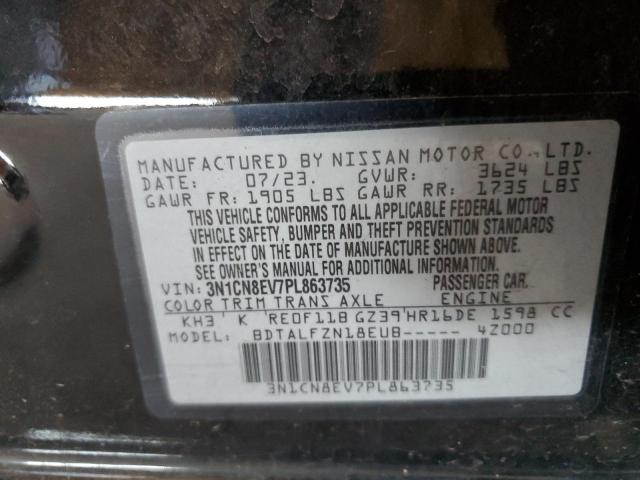 MANUFACTURED BY NISSAN MOTOR CO.,LTD.
DATE: 07/23. GVWR: 3624 LBS
GAWR FR: 1905 LBS GAWR RR: 1735 LBS
THIS VEHICLE CONFORMS TO ALL APPLICABLE FEDERAL MOTOR
VEHICLE SAFETY, BUMPER AND THEFT PREVENTION STANDARDS
IN EFFECT ON THE DATE OF MANUFACTURE SHOWN ABOVE.
SEE OWNER'S MANUAL FOR ADDITIONAL INFORMATION.
VIN: 3N1CN8EV7PL863735 PASSENGER CAR.
COLOR TRIM TRANS AXLE ENGINE
KH3' K 'RE0F11B GZ39'HR16DE 1598 CC
MODEL: BDTALFZN18EUB----- 4Z000
3N1CN8EV7PL863735